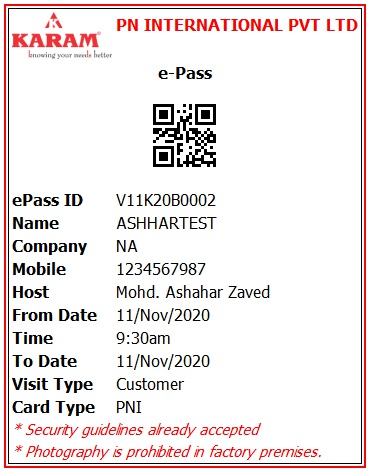 KARAM®
knowing your needs better
PN INTERNATIONAL PVT LTD
e-Pass
ePass ID V11K20B0002
Name ASHHARTEST
Company NA
Mobile 1234567987
Host Mohd. Ashahar Zaved
From Date 11/Nov/2020
Time 9:30am
To Date 11/Nov/2020
Visit Type Customer
Card Type PNI
* Security guidelines already accepted
* Photography is prohibited in factory premises.